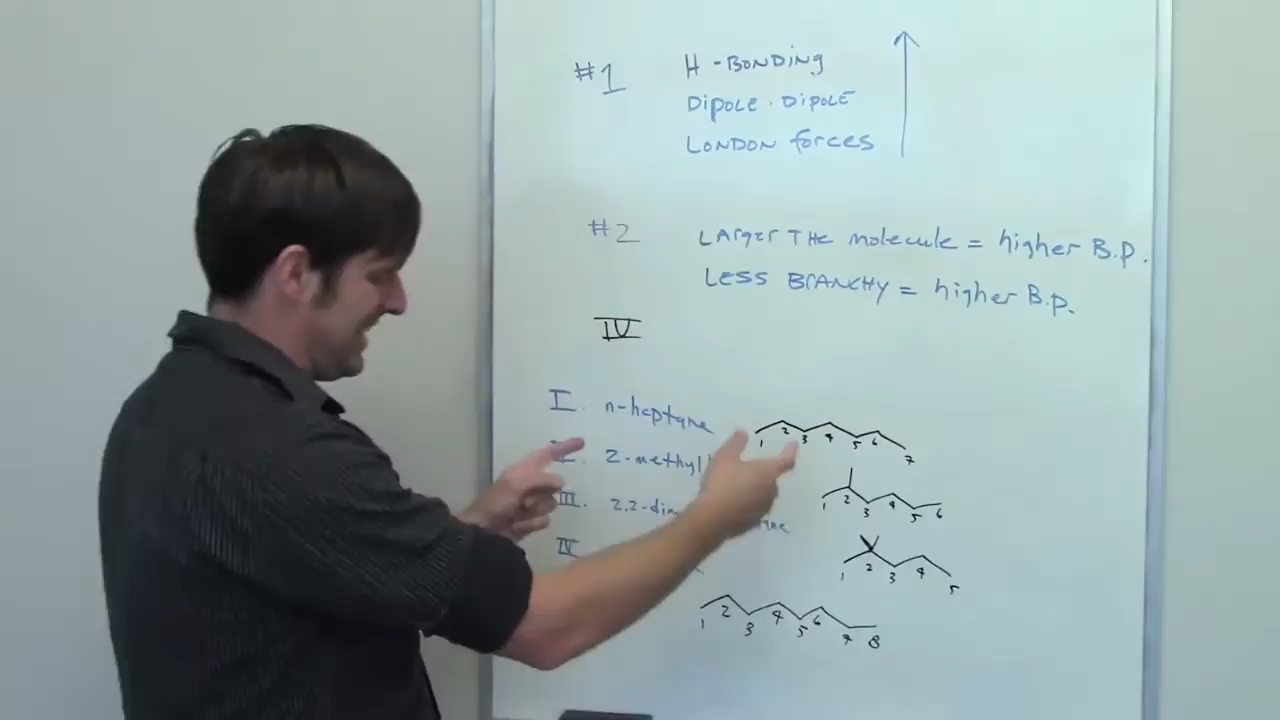 #1 H-BONDING
DIPOLE·DIPOLE
LONDON forces
#2 LARger THE molecule = higher B.p.
LESS BRANCHY = higher B.p.
IV
I. n-heptane
1 2 3 4 5 6 7
2-methyl
1 2 3 4 5 6
III. 2,2-dim
1 2 3 4 5
IV
1 2 3 4 5 6 7 8